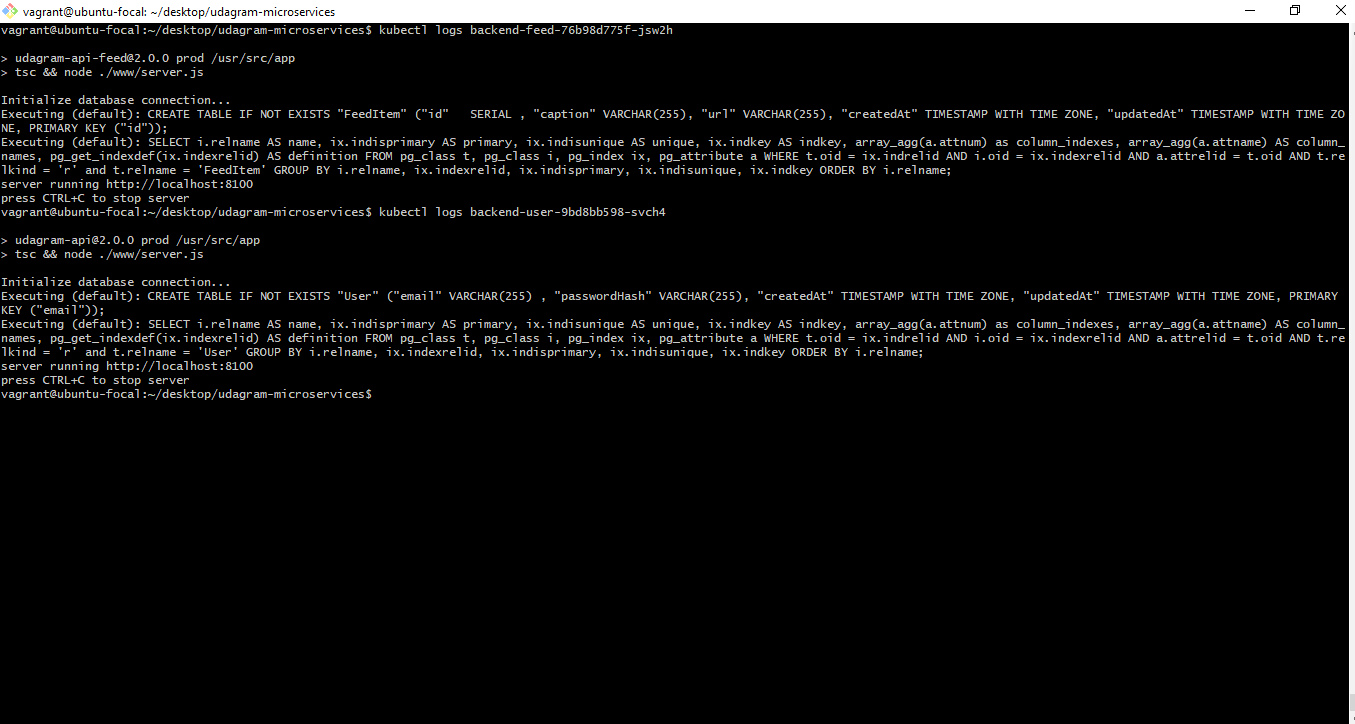 vagrant@ubuntu-focal: ~/desktop/udagram-microservices
vagrant@ubuntu-focal:~/desktop/udagram-microservices$ kubectl logs backend-feed-76b98d775f-jsw2h
> udagram-api-feed@2.0.0 prod /usr/src/app
> tsc && node ./www/server.js
Initialize database connection...
Executing (default): CREATE TABLE IF NOT EXISTS "FeedItem" ("id"   SERIAL , "caption" VARCHAR(255), "url" VARCHAR(255), "createdAt" TIMESTAMP WITH TIME ZONE, "updatedAt" TIMESTAMP WITH TIME ZO
NE, PRIMARY KEY ("id"));
Executing (default): SELECT i.relname AS name, ix.indisprimary AS primary, ix.indisunique AS unique, ix.indkey AS indkey, array_agg(a.attnum) as column_indexes, array_agg(a.attname) AS column_
names, pg_get_indexdef(ix.indexrelid) AS definition FROM pg_class t, pg_class i, pg_index ix, pg_attribute a WHERE t.oid = ix.indrelid AND i.oid = ix.indexrelid AND a.attrelid = t.oid AND t.re
lkind = 'r' and t.relname = 'FeedItem' GROUP BY i.relname, ix.indexrelid, ix.indisprimary, ix.indisunique, ix.indkey ORDER BY i.relname;
server running http://localhost:8100
press CTRL+C to stop server
vagrant@ubuntu-focal:~/desktop/udagram-microservices$ kubectl logs backend-user-9bd8bb598-svch4
> udagram-api@2.0.0 prod /usr/src/app
> tsc && node ./www/server.js
Initialize database connection...
Executing (default): CREATE TABLE IF NOT EXISTS "User" ("email" VARCHAR(255) , "passwordHash" VARCHAR(255), "createdAt" TIMESTAMP WITH TIME ZONE, "updatedAt" TIMESTAMP WITH TIME ZONE, PRIMARY
KEY ("email"));
Executing (default): SELECT i.relname AS name, ix.indisprimary AS primary, ix.indisunique AS unique, ix.indkey AS indkey, array_agg(a.attnum) as column_indexes, array_agg(a.attname) AS column_
names, pg_get_indexdef(ix.indexrelid) AS definition FROM pg_class t, pg_class i, pg_index ix, pg_attribute a WHERE t.oid = ix.indrelid AND i.oid = ix.indexrelid AND a.attrelid = t.oid AND t.re
lkind = 'r' and t.relname = 'User' GROUP BY i.relname, ix.indexrelid, ix.indisprimary, ix.indisunique, ix.indkey ORDER BY i.relname;
server running http://localhost:8100
press CTRL+C to stop server
vagrant@ubuntu-focal:~/desktop/udagram-microservices$